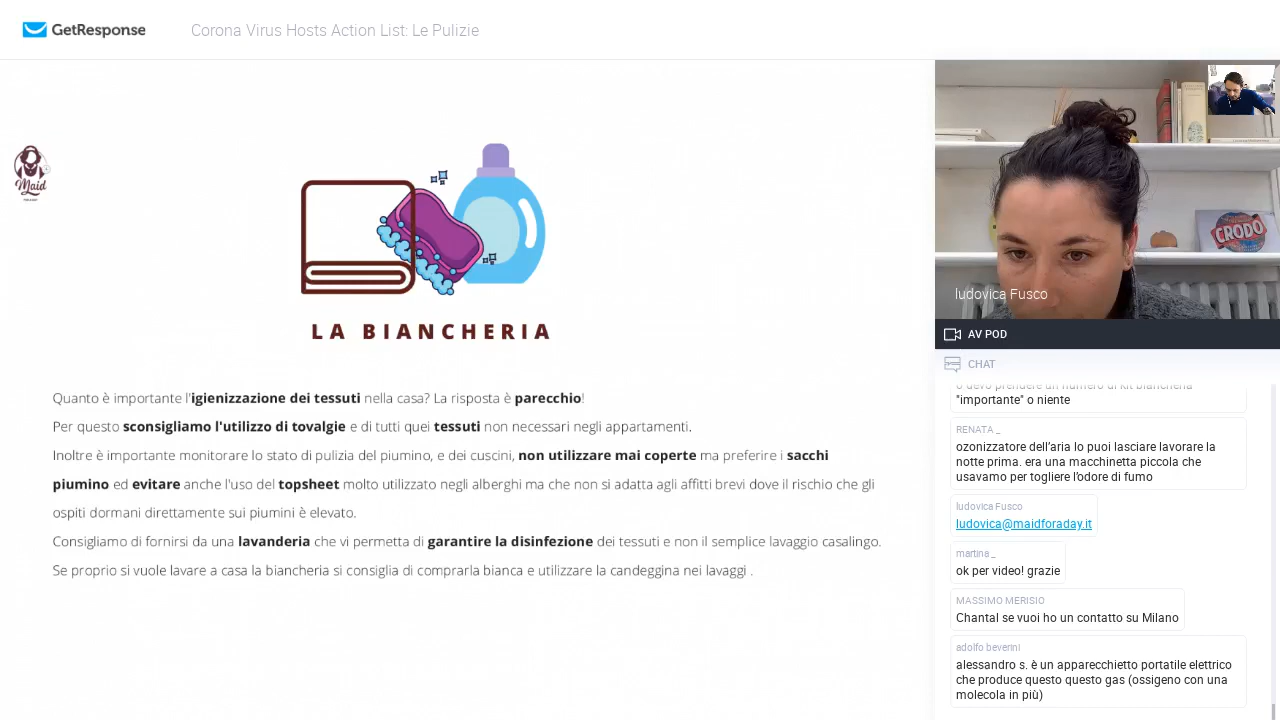 GetResponse
Corona Virus Hosts Action List: Le Pulizie
Maid
LA BIANCHERIA
Quanto è importante l'igienizzazione dei tessuti nella casa? La risposta è parecchio!
Per questo sconsigliamo l'utilizzo di tovaglie e di tutti quei tessuti non necessari negli appartamenti.
Inoltre è importante monitorare lo stato di pulizia del piumino, e dei cuscini, non utilizzare mai coperte ma preferire i sacchi
piumino ed evitare anche l'uso del topsheet molto utilizzato negli alberghi ma che non si adatta agli affitti brevi dove il rischio che gli
ospiti dormani direttamente sui piumini è elevato.
Consigliamo di fornirsi da una lavanderia che vi permetta di garantire la disinfezione dei tessuti e non il semplice lavaggio casalingo.
Se proprio si vuole lavare a casa la biancheria si consiglia di comprarla bianca e utilizzare la candeggina nei lavaggi .
CRODO
ludovica Fusco
AV POD
CHAT
o devo prendere un numero di kit biancheria
"importante" o niente
RENATA _
ozonizzatore dell'aria lo puoi lasciare lavorare la
notte prima. era una macchinetta piccola che
usavamo per togliere l'odore di fumo
ludovica Fusco
ludovica@maidforaday.it
martina _
ok per video! grazie
MASSIMO MERISIO
Chantal se vuoi ho un contatto su Milano
adolfo beverini
alessandro s. è un apparecchietto portatile elettrico
che produce questo questo gas (ossigeno con una
molecola in più)